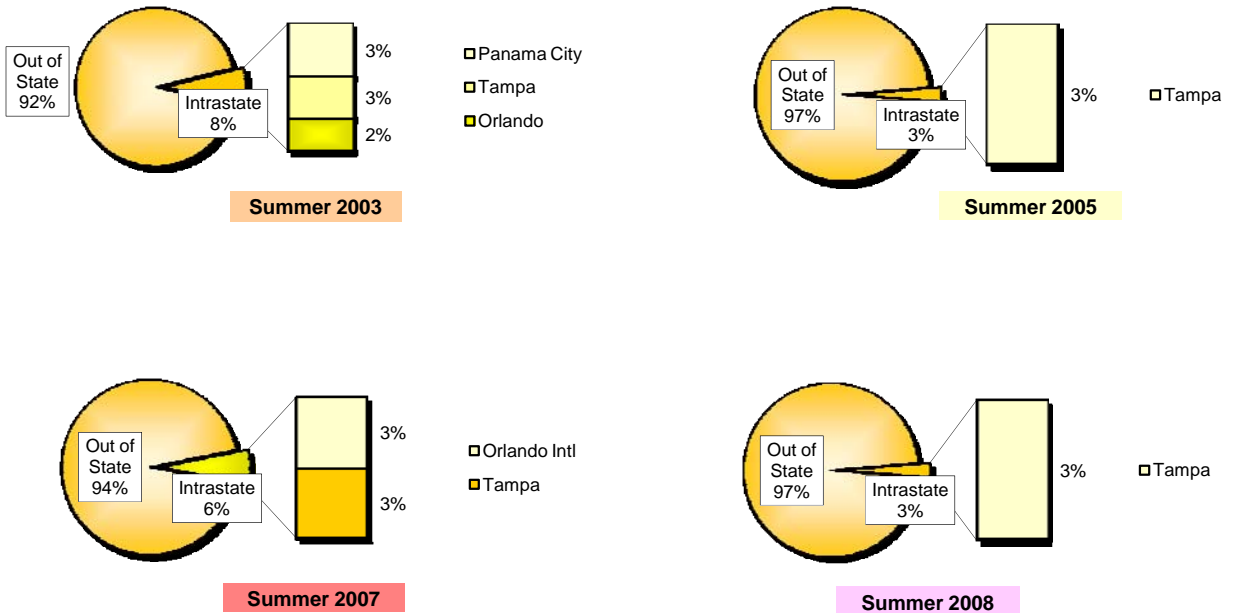 Out of
State
92%
Intrastate
8%
3%
3%
2%
Panama City
Tampa
Orlando
Summer 2003
Out of
State
97%
Intrastate
3%
3%
Tampa
Summer 2005
Out of
State
94%
Intrastate
6%
3%
3%
Orlando Intl
Tampa
Summer 2007
Out of
State
97%
Intrastate
3%
3%
Tampa
Summer 2008